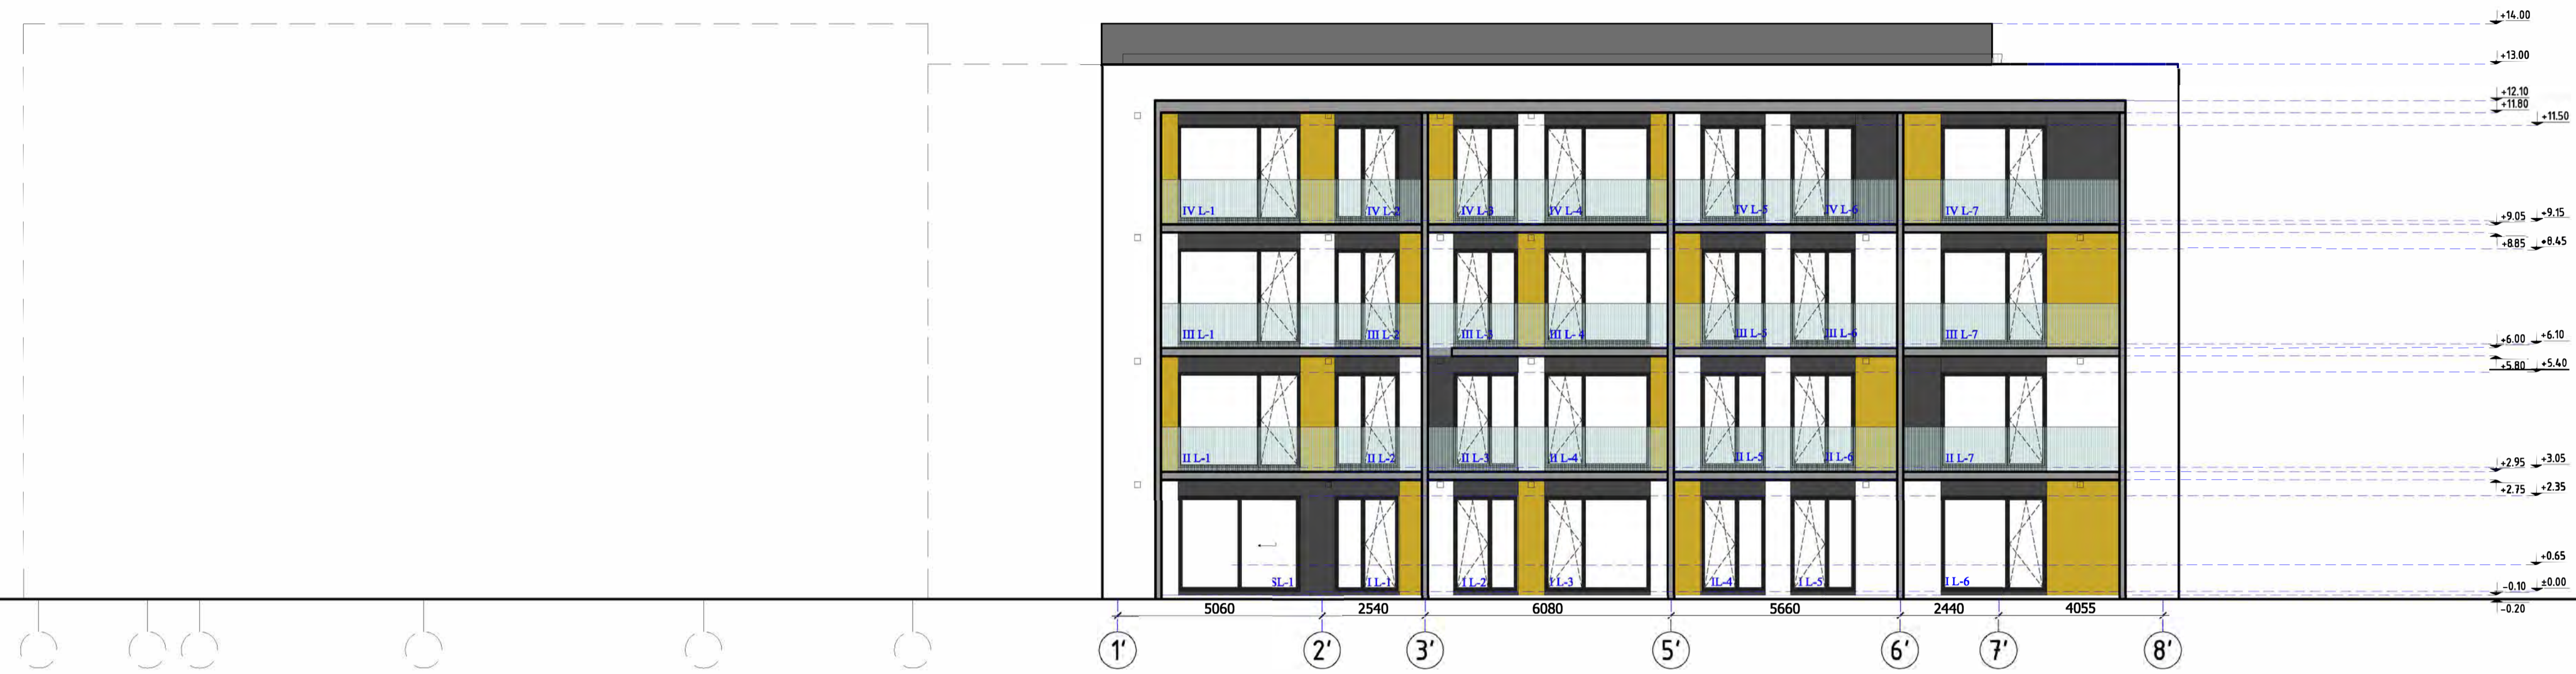 +14.00
+13.00
+12.10
+11.80
+11.50
IV L-1 IV L-2 IV L-3 IV L-4 IV L-5 IV L-6 IV L-7
+9.05 +9.15
+8.85 +8.45
III L-1 III L-2 III L-3 III L- 4 III L-5 III L-6 III L-7
+6.00 +6.10
+5.80 +5.40
II L-1 II L-2 II L-3 II L-4 II L-5 II L-6 II L-7
+2.95 +3.05
+2.75 +2.35
+0.65
SL-1 I L-1 I L-2 I L-3 IL-4 I L-5 I L-6
-0.10 ±0.00
-0.20
5060 2540 6080 5660 2440 4055
1' 2' 3' 5' 6' 7' 8'